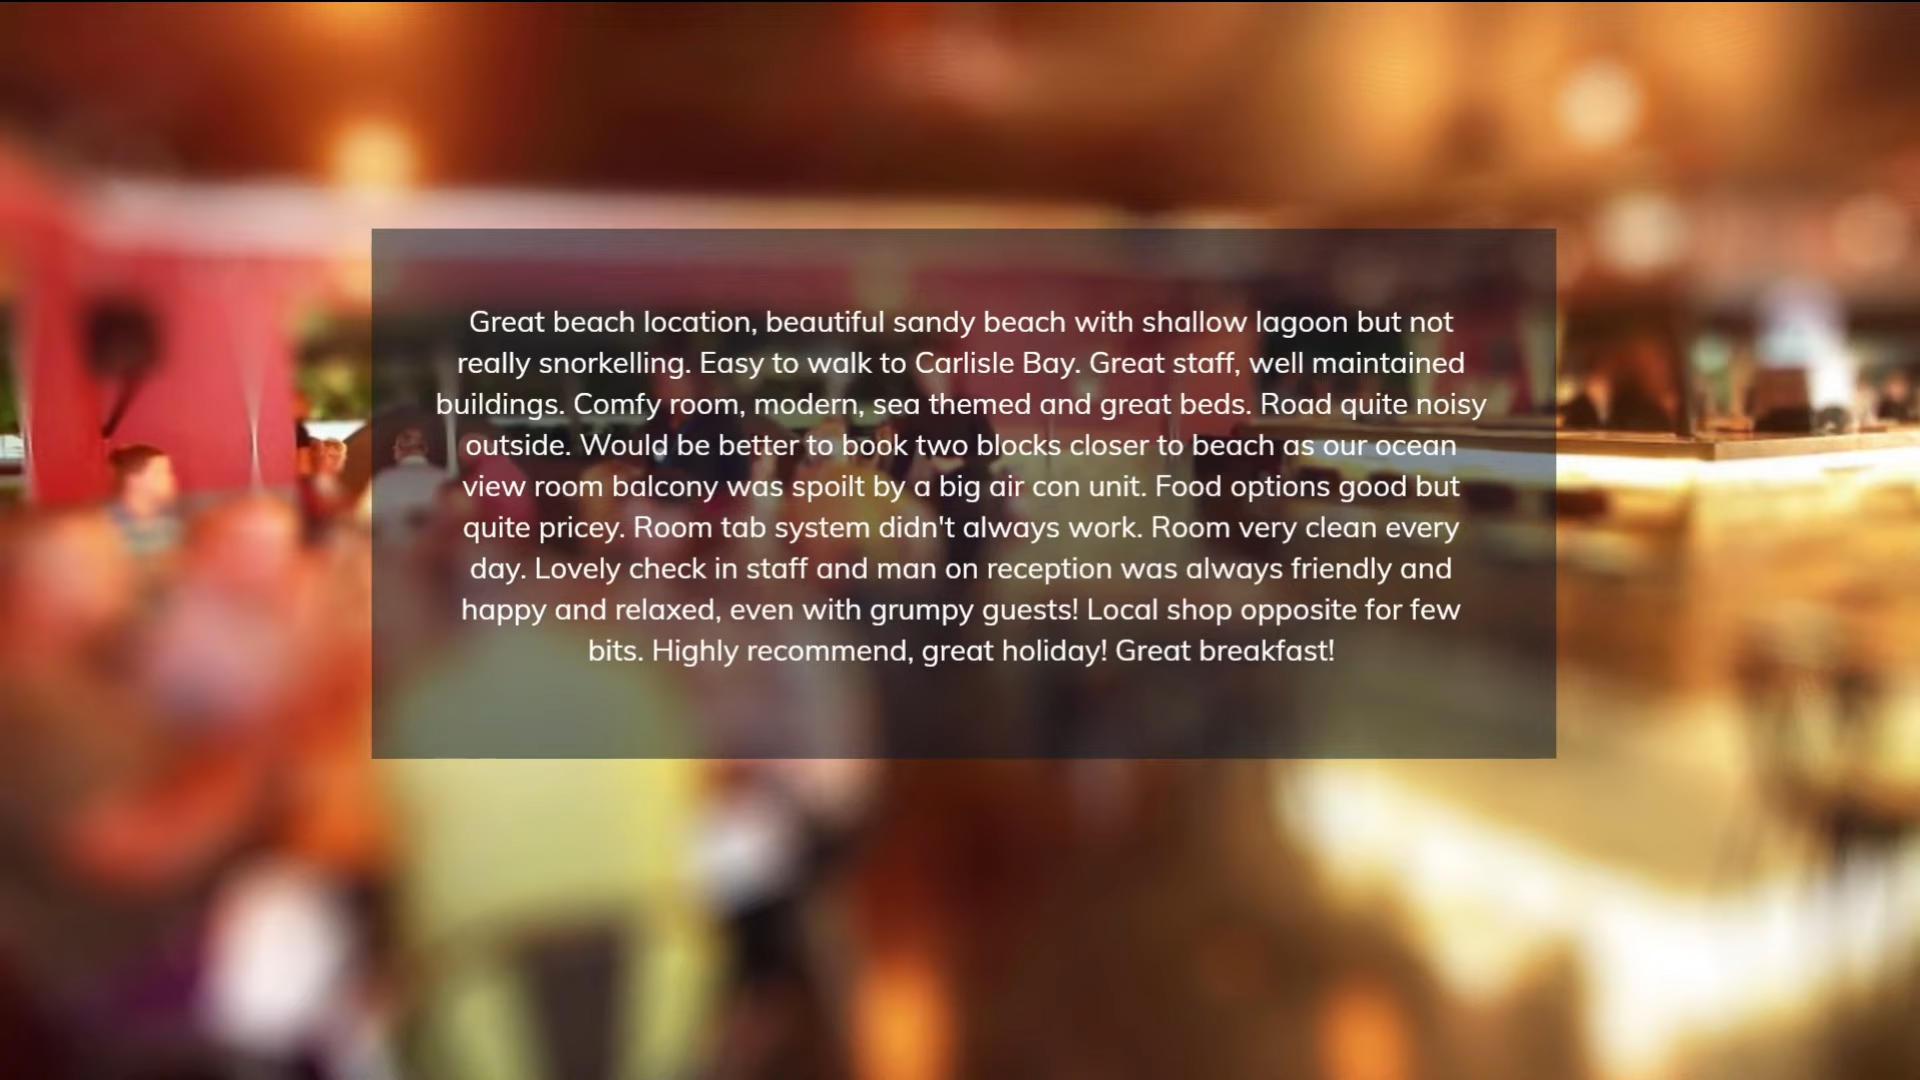 Great beach location, beautiful sandy beach with shallow lagoon but not
really snorkelling. Easy to walk to Carlisle Bay. Great staff, well maintained
buildings. Comfy room, modern, sea themed and great beds. Road quite noisy
outside. Would be better to book two blocks closer to beach as our ocean
view room balcony was spoilt by a big air con unit. Food options good but
quite pricey. Room tab system didn't always work. Room very clean every
day. Lovely check in staff and man on reception was always friendly and
happy and relaxed, even with grumpy guests! Local shop opposite for few
bits. Highly recommend, great holiday! Great breakfast!